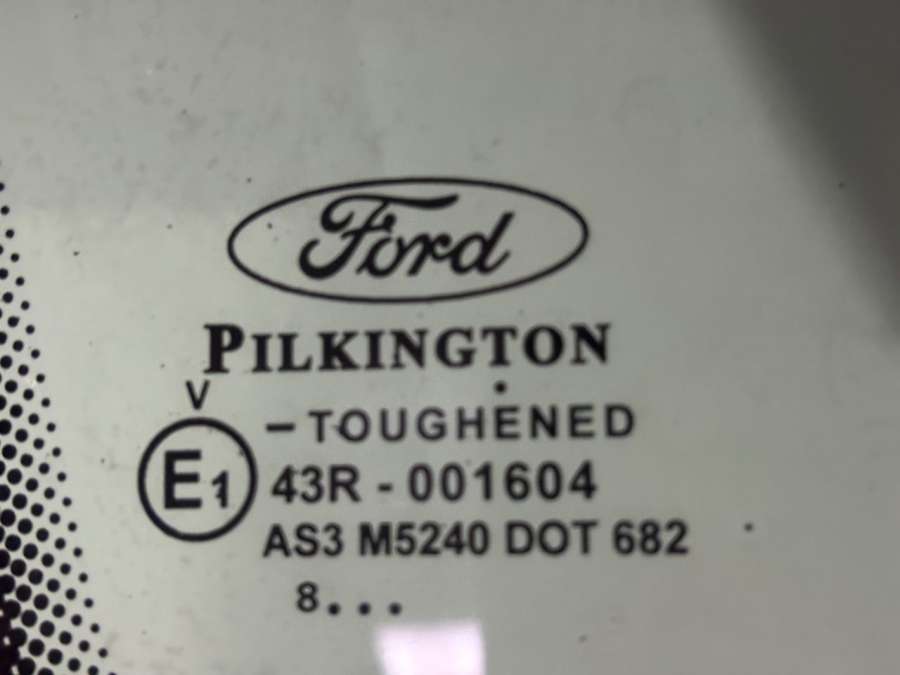 Ford
PILKINGTON
V
- TOUGHENED
E1 43R - 001604
AS3 M5240 DOT 682
8...